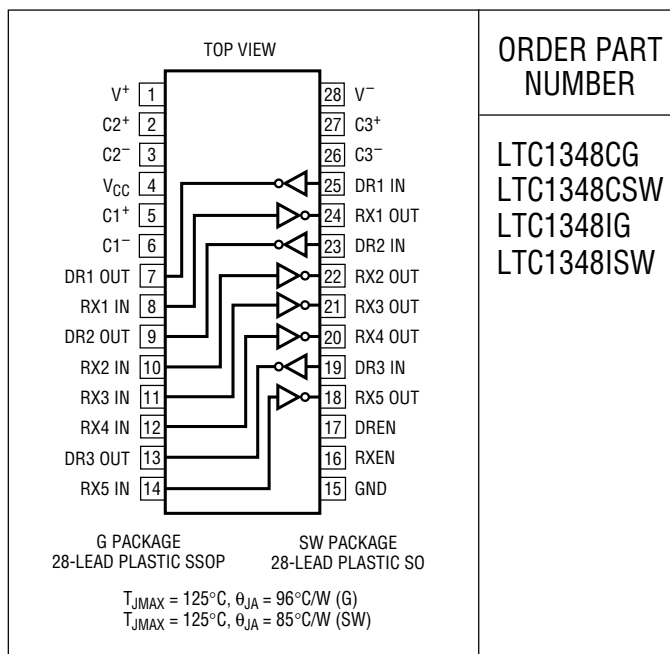 TOP VIEW
V+ 1 28 V−
C2+ 2 27 C3+
C2− 3 26 C3−
VCC 4 25 DR1 IN
C1+ 5 24 RX1 OUT
C1− 6 23 DR2 IN
DR1 OUT 7 22 RX2 OUT
RX1 IN 8 21 RX3 OUT
DR2 OUT 9 20 RX4 OUT
RX2 IN 10 19 DR3 IN
RX3 IN 11 18 RX5 OUT
RX4 IN 12 17 DREN
DR3 OUT 13 16 RXEN
RX5 IN 14 15 GND
G PACKAGE
28-LEAD PLASTIC SSOP
SW PACKAGE
28-LEAD PLASTIC SO
TJMAX = 125°C, θJA = 96°C/W (G)
TJMAX = 125°C, θJA = 85°C/W (SW)
ORDER PART
NUMBER
LTC1348CG
LTC1348CSW
LTC1348IG
LTC1348ISW